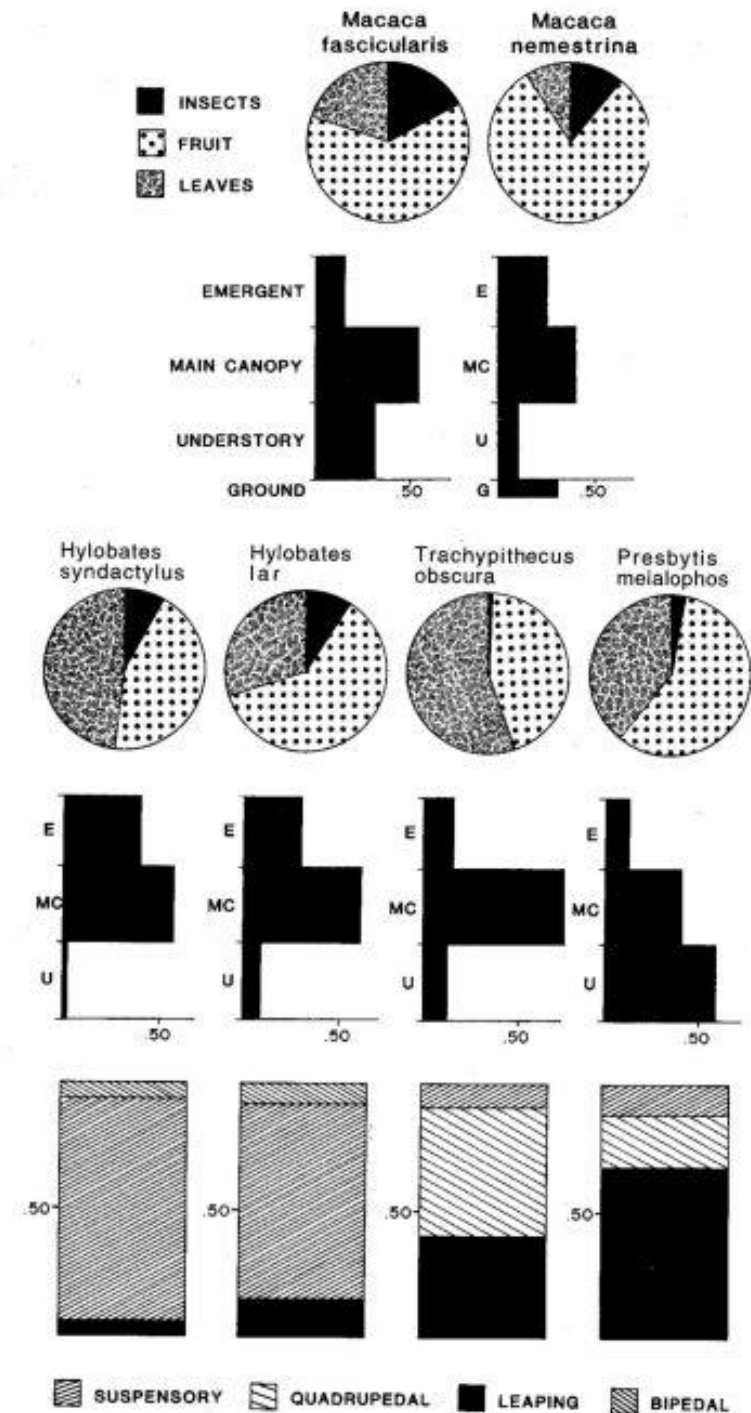 Macaca
fascicularis
Macaca
nemestrina
INSECTS
FRUIT
LEAVES
EMERGENT
MAIN CANOPY
UNDERSTORY
GROUND
.50
E
MC
U
G
.50
Hylobates
syndactylus
Hylobates
lar
Trachypithecus
obscura
Presbytis
meialophos
E
MC
U
.50
E
MC
U
.50
E
MC
U
.50
E
MC
U
.50
.50
.50
.50
.50
SUSPENSORY
QUADRUPEDAL
LEAPING
BIPEDAL